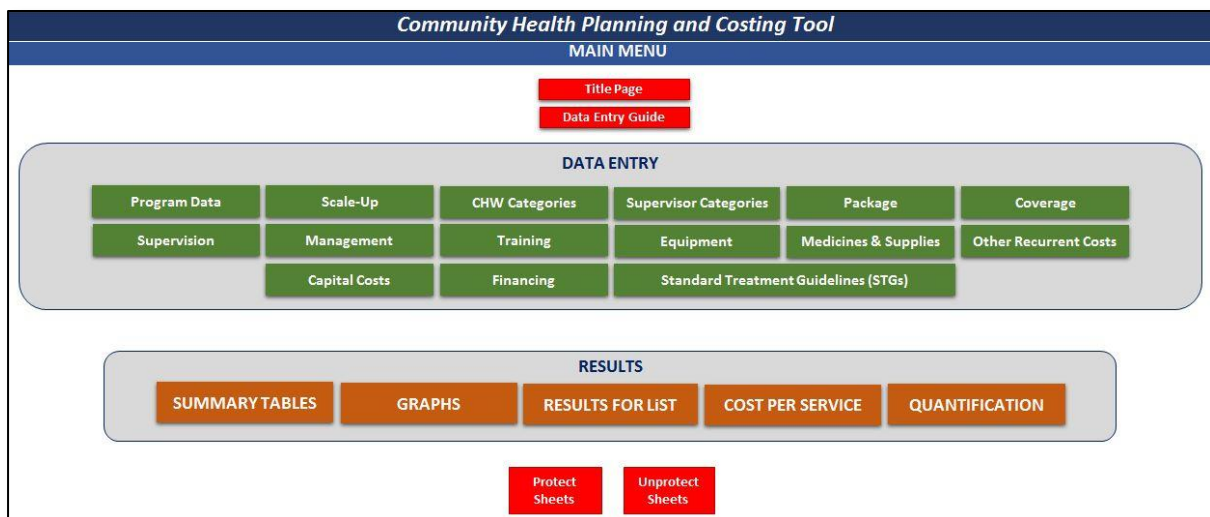 Community Health Planning and Costing Tool
MAIN MENU
Title Page
Data Entry Guide
DATA ENTRY
Program Data
Scale-Up
CHW Categories
Supervisor Categories
Package
Coverage
Supervision
Management
Training
Equipment
Medicines & Supplies
Other Recurrent Costs
Capital Costs
Financing
Standard Treatment Guidelines (STGs)
RESULTS
SUMMARY TABLES
GRAPHS
RESULTS FOR LiST
COST PER SERVICE
QUANTIFICATION
Protect
Sheets
Unprotect
Sheets